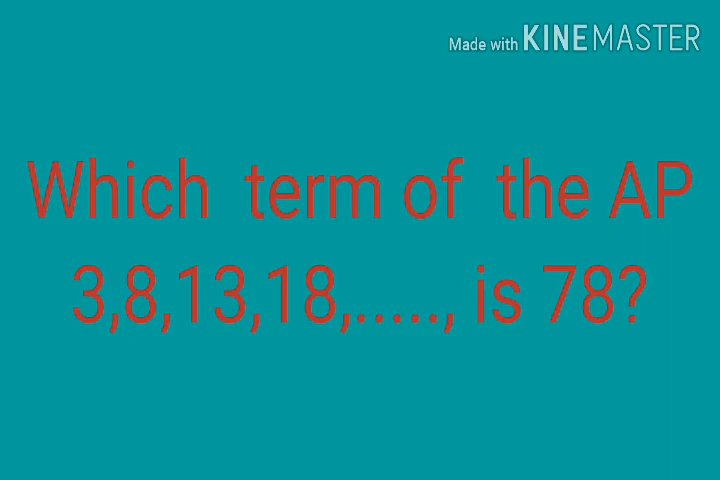 Made with KINEMASTER
Which term of the AP
3,8,13,18,....., is 78?